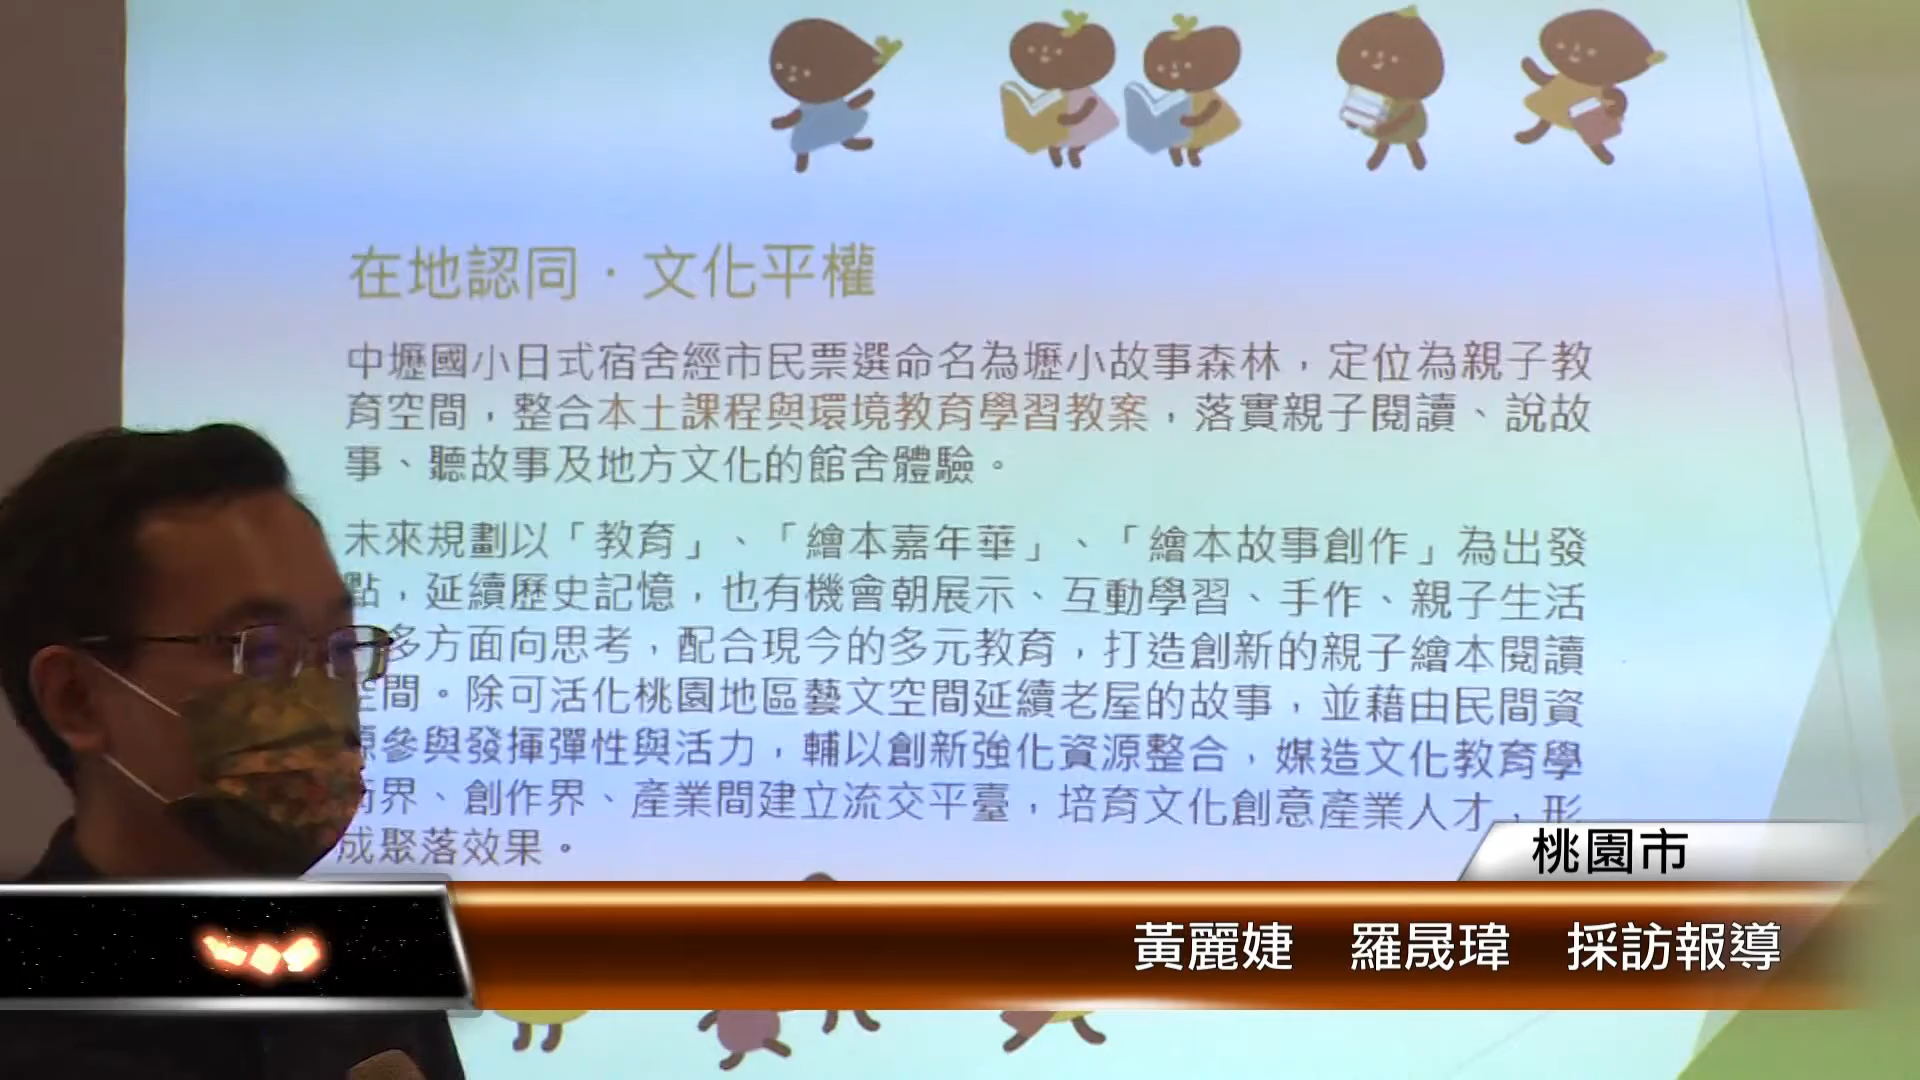 在地認同．文化平權
中壢國小日式宿舍經市民票選命名為壢小故事森林，定位為親子教
育空間，整合本土課程與環境教育學習教案，落實親子閱讀、說故
事、聽故事及地方文化的館舍體驗。
未來規劃以「教育」、「繪本嘉年華」、「繪本故事創作」為出發
點，延續歷史記憶，也有機會朝展示、互動學習、手作、親子生活
多方面向思考，配合現今的多元教育，打造創新的親子繪本閱讀
空間。除可活化桃園地區藝文空間延續老屋的故事，並藉由民間資
源參與發揮彈性與活力，輔以創新強化資源整合，媒造文化教育學
界、創作界、產業間建立流交平臺，培育文化創意產業人才，形
成聚落效果。
桃園市
黃麗婕　羅晟瑋　採訪報導